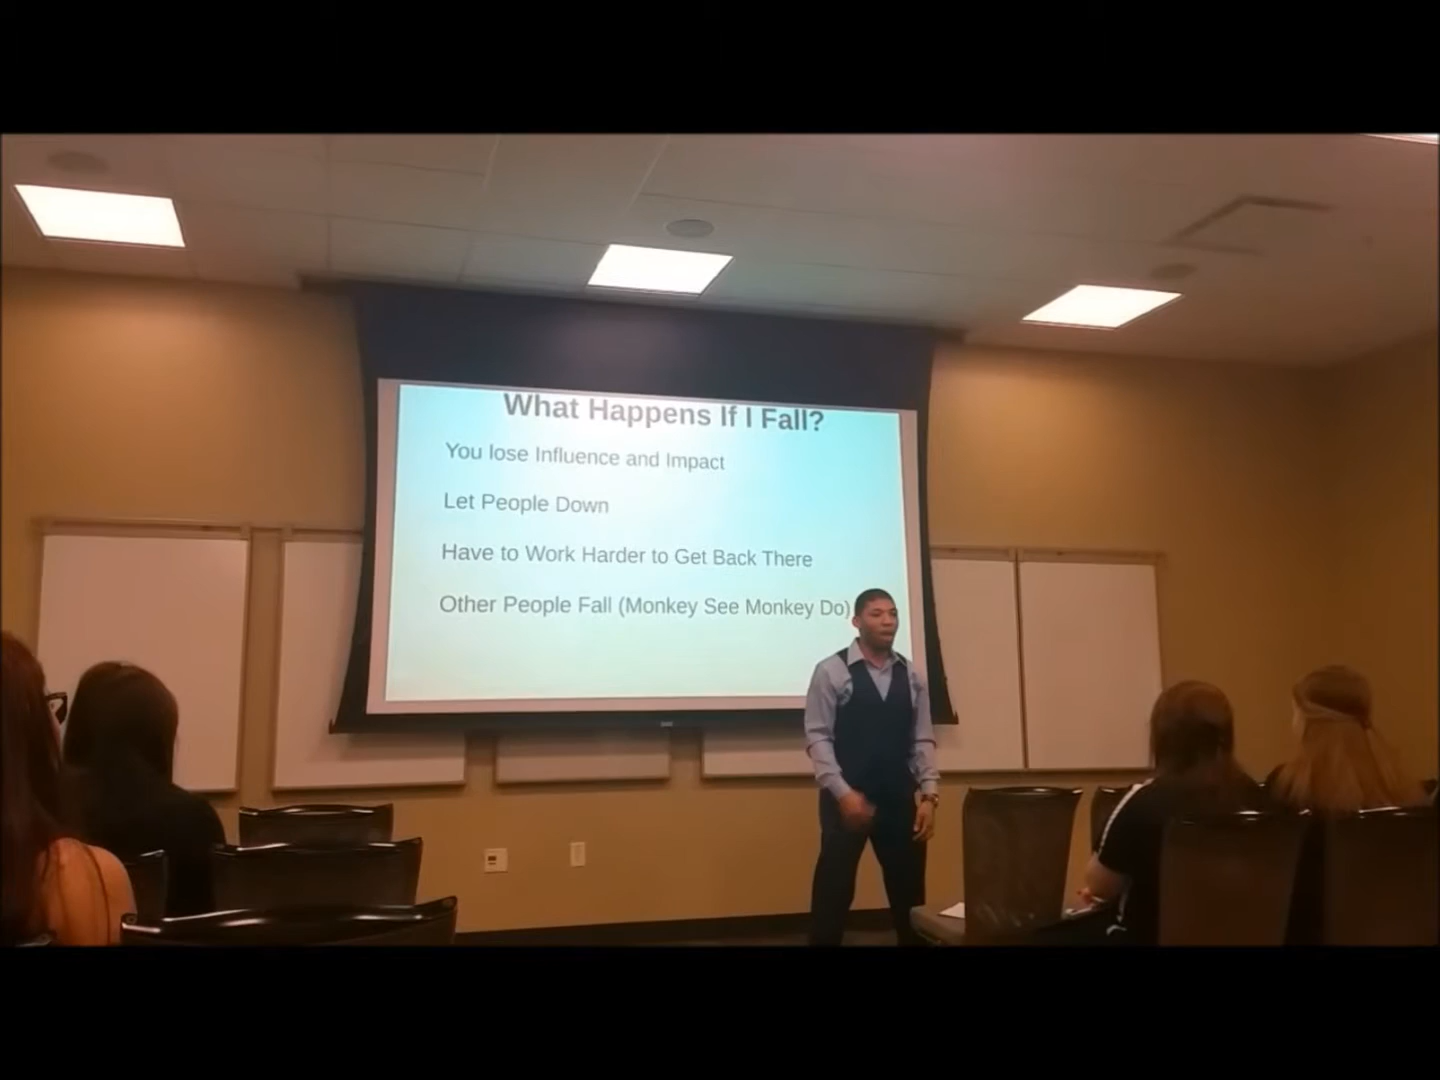 What Happens If I Fall?
You lose Influence and Impact
Let People Down
Have to Work Harder to Get Back There
Other People Fall (Monkey See Monkey Do)